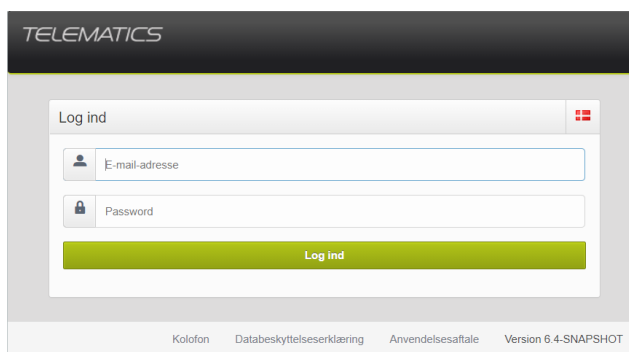 TELEMATICS
Log ind
E-mail-adresse
Password
Log ind
Kolofon Databeskyttelseserklæring Anvendelsesaftale Version 6.4-SNAPSHOT